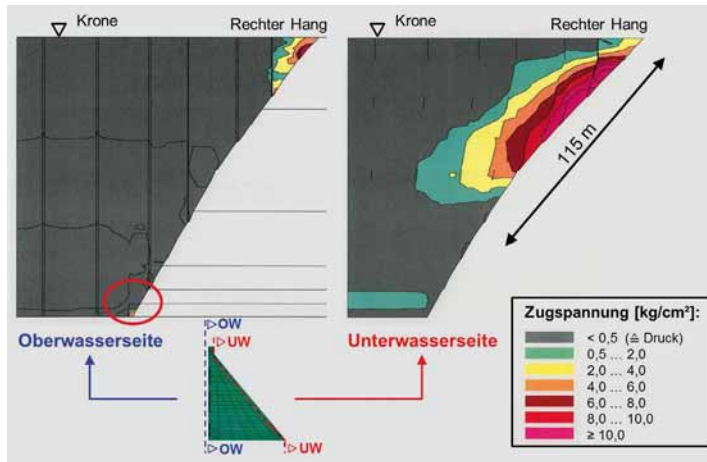 Krone
Rechter Hang
Krone
Rechter Hang
115 m
Oberwasserseite
OW
UW
Unterwasserseite
OW
UW
Zugspannung [kg/cm²]:
< 0,5 (≙ Druck)
0,5 ... 2,0
2,0 ... 4,0
4,0 ... 6,0
6,0 ... 8,0
8,0 ... 10,0
≥ 10,0